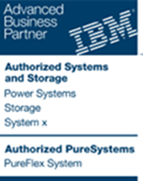 Advanced
Business
Partner
IBM
Authorized Systems
and Storage
Power Systems
Storage
System x
Authorized PureSystems
PureFlex System